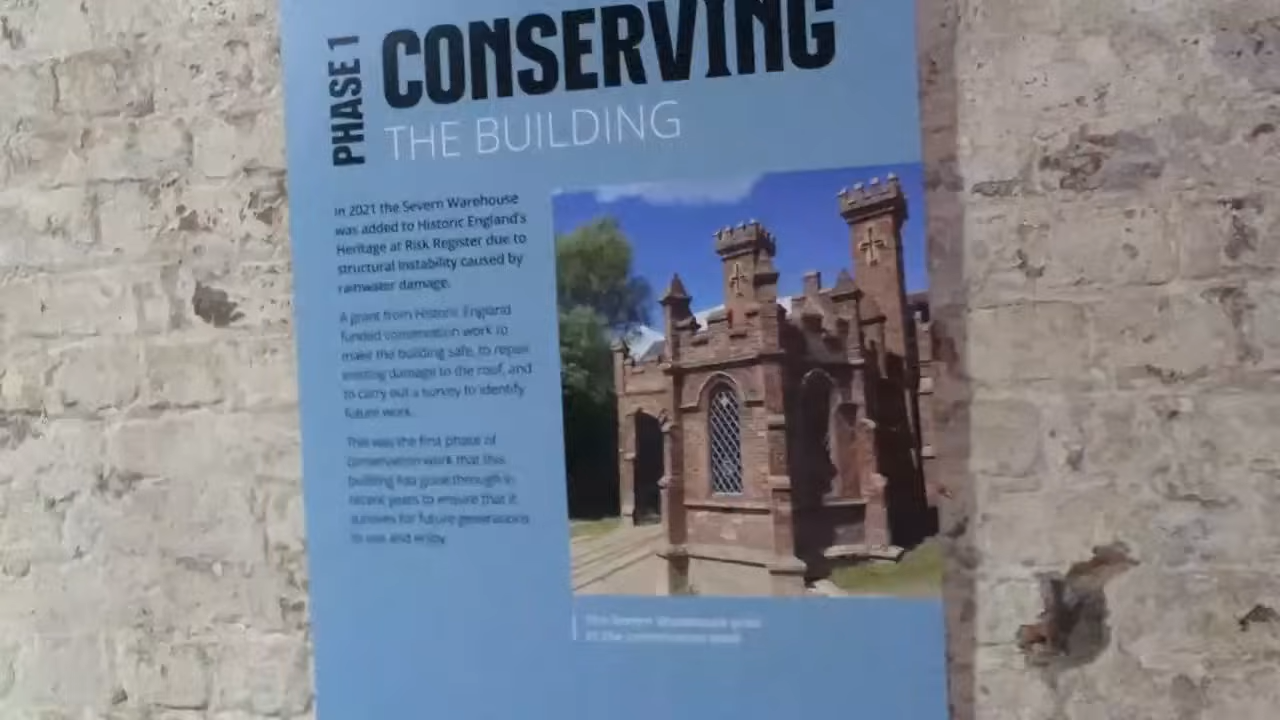 PHASE 1
CONSERVING
THE BUILDING
In 2021 the Severn Warehouse
was added to Historic England's
Heritage at Risk Register due to
structural instability caused by
rainwater damage.
A grant from Historic England
funded conservation work to
make the building safe, to repair
existing damage to the roof, and
to carry out a survey to identify
future work.
This was the first phase of
conservation work that this
building has gone through in
recent years to ensure that it
survives for future generations
to use and enjoy.
The Severn Warehouse